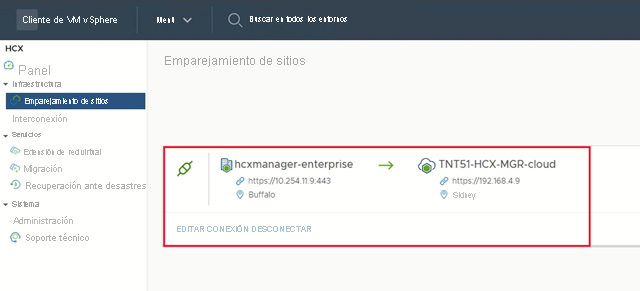 Cliente de VM vSphere Menú Buscar en todos los entornos
HCX
Panel
Infraestructura
Emparejamiento de sitios
Interconexión
Servicios
Extensión de red virtual
Migración
Recuperación ante desastres
Sistema
Administración
Soporte técnico
Emparejamiento de sitios
hcxmanager-enterprise
https://10.254.11.9:443
Buffalo
TNT51-HCX-MGR-cloud
https://192.168.4.9
Sídney
EDITAR CONEXIÓN DESCONECTAR